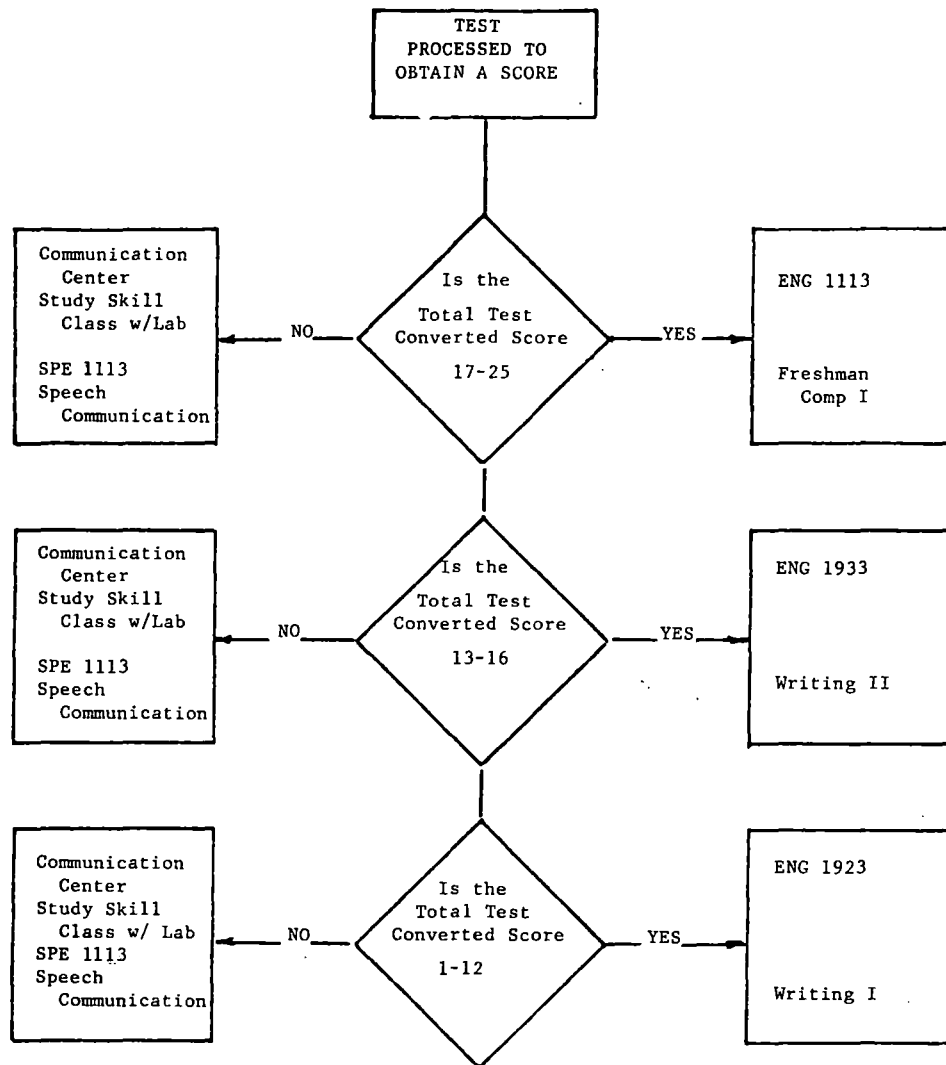 TEST
PROCESSED TO
OBTAIN A SCORE
Communication
Center
Study Skill
Class w/Lab
SPE 1113
Speech
Communication
NO
Is the
Total Test
Converted Score
17-25
YES
ENG 1113
Freshman
Comp I
Communication
Center
Study Skill
Class w/Lab
SPE 1113
Speech
Communication
NO
Is the
Total Test
Converted Score
13-16
YES
ENG 1933
Writing II
Communication
Center
Study Skill
Class w/ Lab
SPE 1113
Speech
Communication
NO
Is the
Total Test
Converted Score
1-12
YES
ENG 1923
Writing I